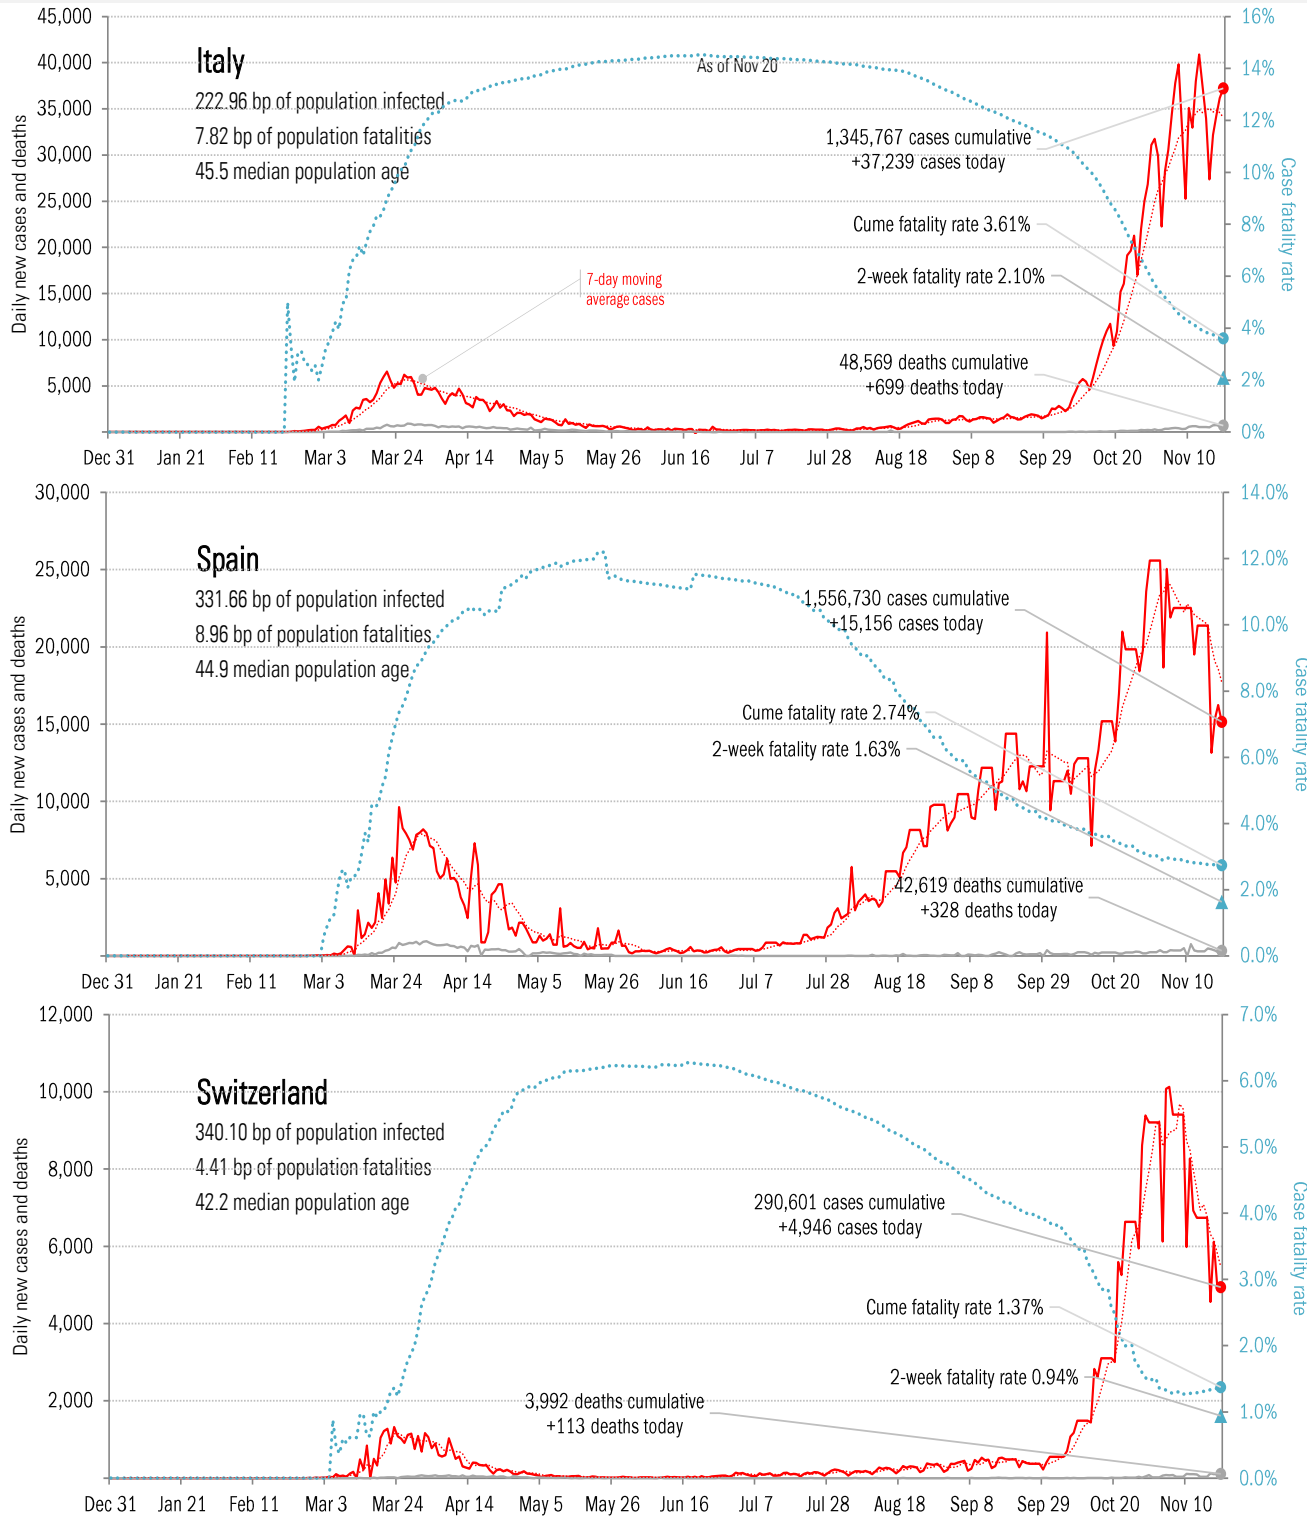 45,000
40,000
35,000
30,000
25,000
20,000
15,000
10,000
5,000
Daily new cases and deaths
Italy
222.96 bp of population infected
7.82 bp of population fatalities
45.5 median population age
As of Nov 20
7-day moving
average cases
1,345,767 cases cumulative
+37,239 cases today
Cume fatality rate 3.61%
2-week fatality rate 2.10%
48,569 deaths cumulative
+699 deaths today
16%
14%
12%
10%
8%
6%
4%
2%
0%
Case fatality rate
Dec 31 Jan 21 Feb 11 Mar 3 Mar 24 Apr 14 May 5 May 26 Jun 16 Jul 7 Jul 28 Aug 18 Sep 8 Sep 29 Oct 20 Nov 10
30,000
25,000
20,000
15,000
10,000
5,000
Daily new cases and deaths
Spain
331.66 bp of population infected
8.96 bp of population fatalities
44.9 median population age
1,556,730 cases cumulative
+15,156 cases today
Cume fatality rate 2.74%
2-week fatality rate 1.63%
42,619 deaths cumulative
+328 deaths today
14.0%
12.0%
10.0%
8.0%
6.0%
4.0%
2.0%
0.0%
Case fatality rate
Dec 31 Jan 21 Feb 11 Mar 3 Mar 24 Apr 14 May 5 May 26 Jun 16 Jul 7 Jul 28 Aug 18 Sep 8 Sep 29 Oct 20 Nov 10
12,000
10,000
8,000
6,000
4,000
2,000
Daily new cases and deaths
Switzerland
340.10 bp of population infected
4.41 bp of population fatalities
42.2 median population age
290,601 cases cumulative
+4,946 cases today
Cume fatality rate 1.37%
2-week fatality rate 0.94%
3,992 deaths cumulative
+113 deaths today
7.0%
6.0%
5.0%
4.0%
3.0%
2.0%
1.0%
0.0%
Case fatality rate
Dec 31 Jan 21 Feb 11 Mar 3 Mar 24 Apr 14 May 5 May 26 Jun 16 Jul 7 Jul 28 Aug 18 Sep 8 Sep 29 Oct 20 Nov 10